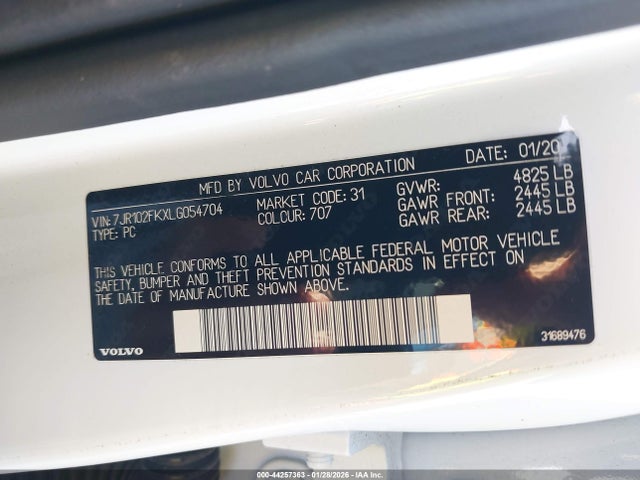 MFD BY VOLVO CAR CORPORATION DATE: 01/20
VIN: 7JR102FKXLG054704 MARKET CODE: 31 GVWR: 4825 LB
TYPE: PC COLOUR: 707 GAWR FRONT: 2445 LB
GAWR REAR: 2445 LB
THIS VEHICLE CONFORMS TO ALL APPLICABLE FEDERAL MOTOR VEHICLE
SAFETY, BUMPER AND THEFT PREVENTION STANDARDS IN EFFECT ON
THE DATE OF MANUFACTURE SHOWN ABOVE.
VOLVO 31689476
000-44257363 - 01/28/2026 - IAA Corp.